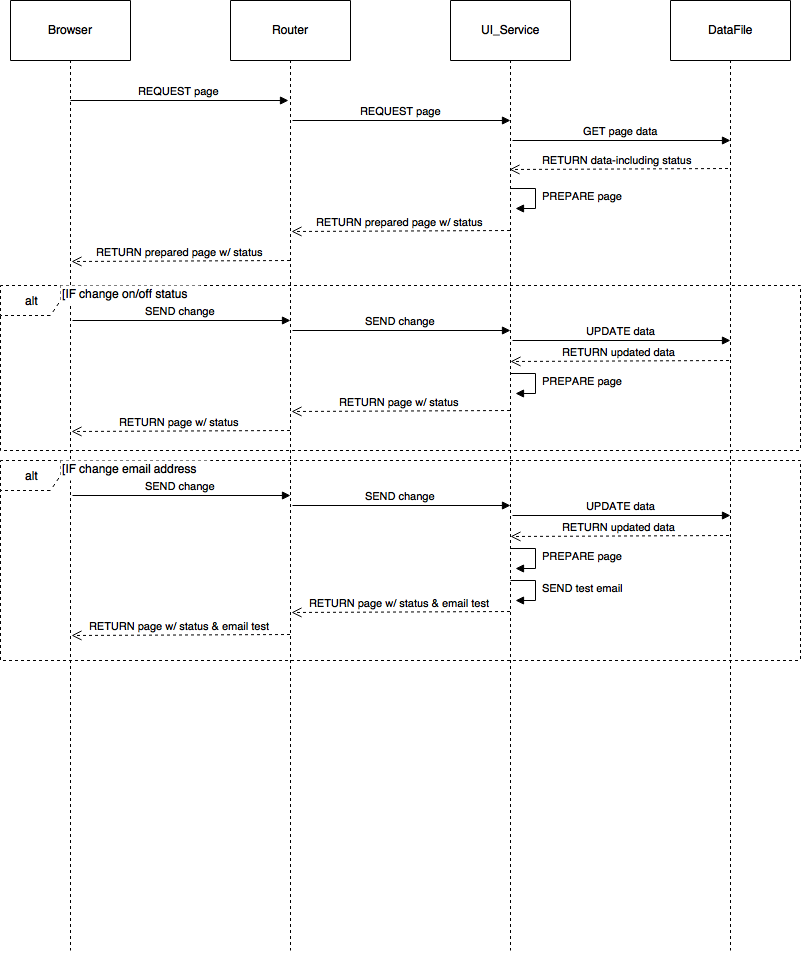 Browser
Router
UI_Service
DataFile
REQUEST page
REQUEST page
GET page data
RETURN data-including status
PREPARE page
RETURN prepared page w/ status
RETURN prepared page w/ status
alt
[IF change on/off status
SEND change
SEND change
UPDATE data
RETURN updated data
PREPARE page
RETURN page w/ status
RETURN page w/ status
alt
[IF change email address
SEND change
SEND change
UPDATE data
RETURN updated data
PREPARE page
SEND test email
RETURN page w/ status & email test
RETURN page w/ status & email test